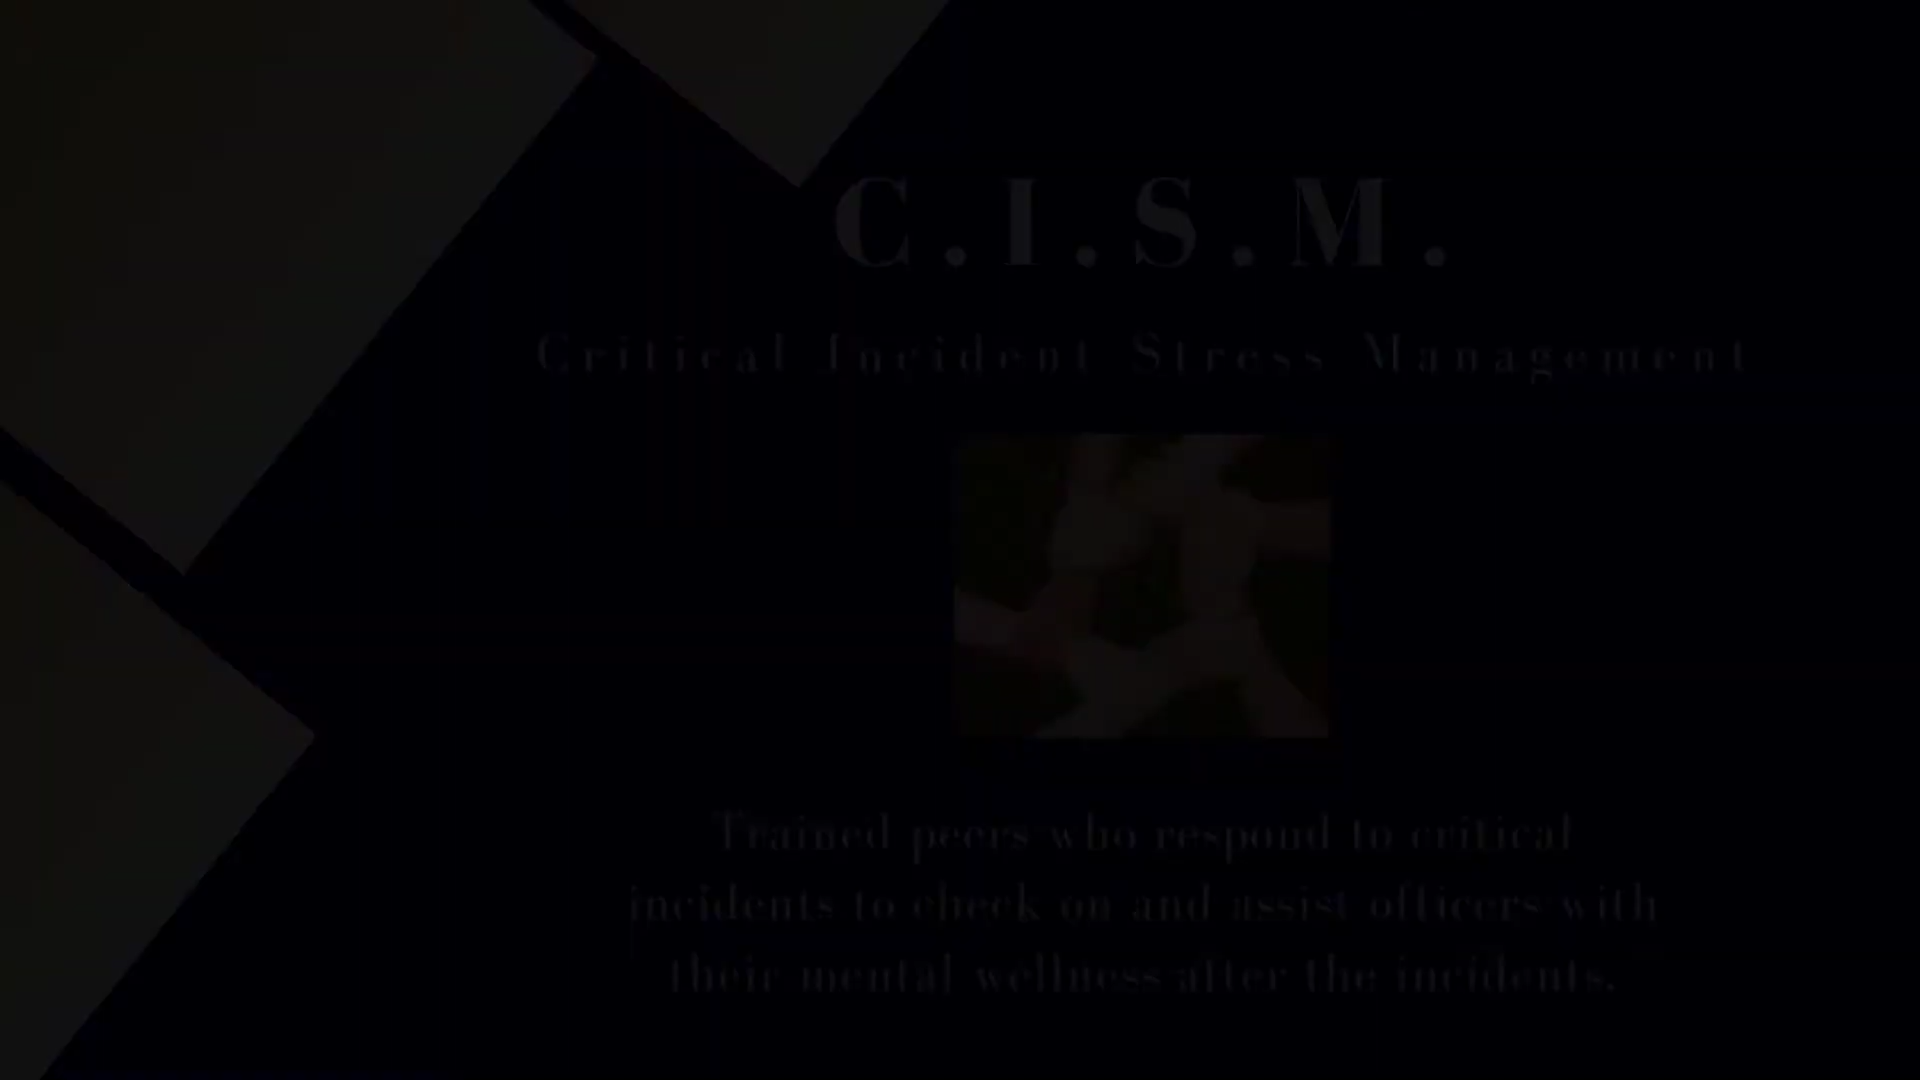 C.I.S.M.
Critical Incident Stress Management
Trained peers who respond to critical
incidents to check on and assist officers with
their mental wellness after the incidents.